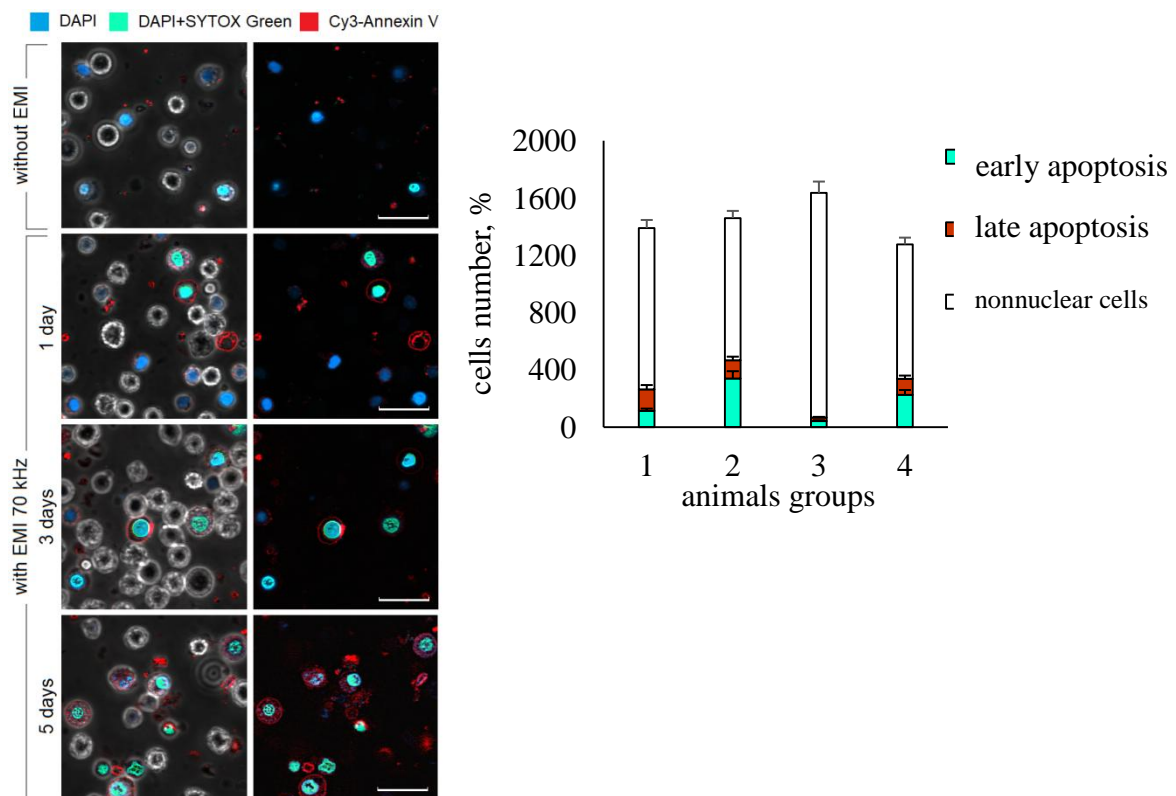 DAPI DAPI+SYTOX Green Cy3-Annexin V
without EMI
with EMI 70 kHz
1 day
3 days
5 days
cells number, %
2000
1600
1200
800
400
0
1 2 3 4
animals groups
early apoptosis
late apoptosis
nonnuclear cells